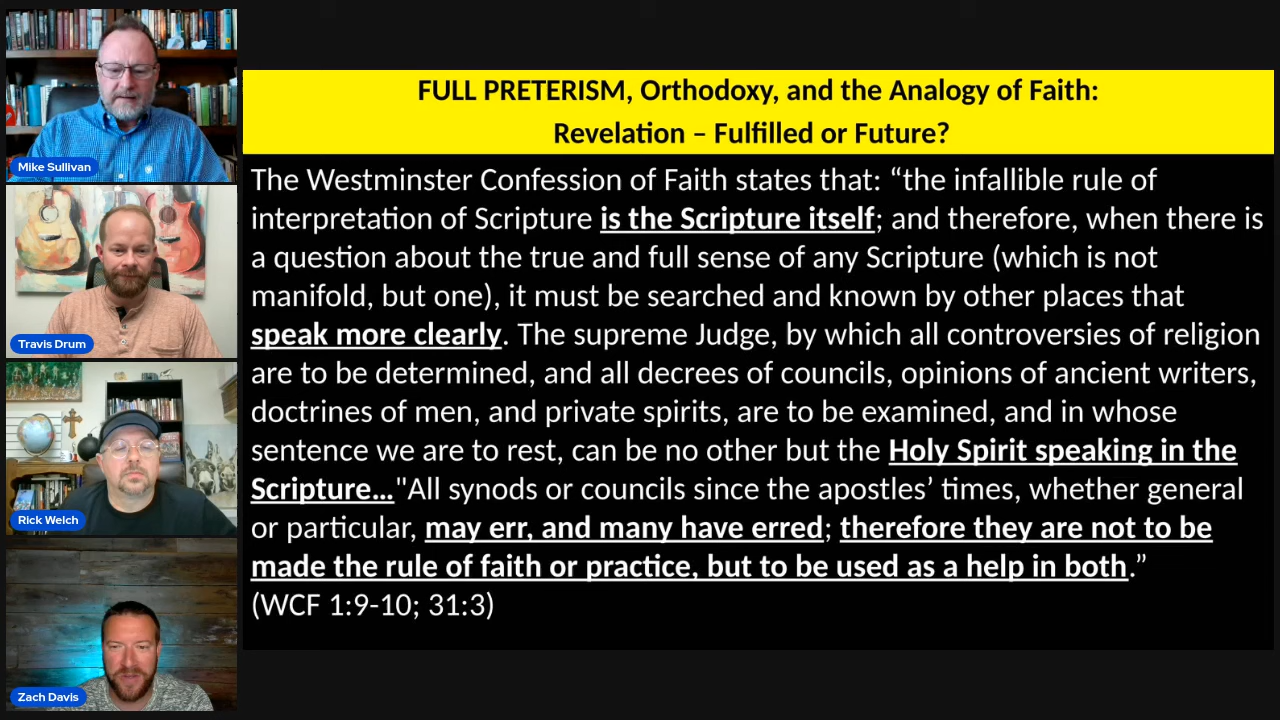 Mike Sullivan
Travis Drum
Rick Welch
Zach Davis
FULL PRETERISM, Orthodoxy, and the Analogy of Faith:
Revelation – Fulfilled or Future?
The Westminster Confession of Faith states that: “the infallible rule of
interpretation of Scripture is the Scripture itself; and therefore, when there is
a question about the true and full sense of any Scripture (which is not
manifold, but one), it must be searched and known by other places that
speak more clearly. The supreme Judge, by which all controversies of religion
are to be determined, and all decrees of councils, opinions of ancient writers,
doctrines of men, and private spirits, are to be examined, and in whose
sentence we are to rest, can be no other but the Holy Spirit speaking in the
Scripture…"All synods or councils since the apostles’ times, whether general
or particular, may err, and many have erred; therefore they are not to be
made the rule of faith or practice, but to be used as a help in both.”
(WCF 1:9-10; 31:3)